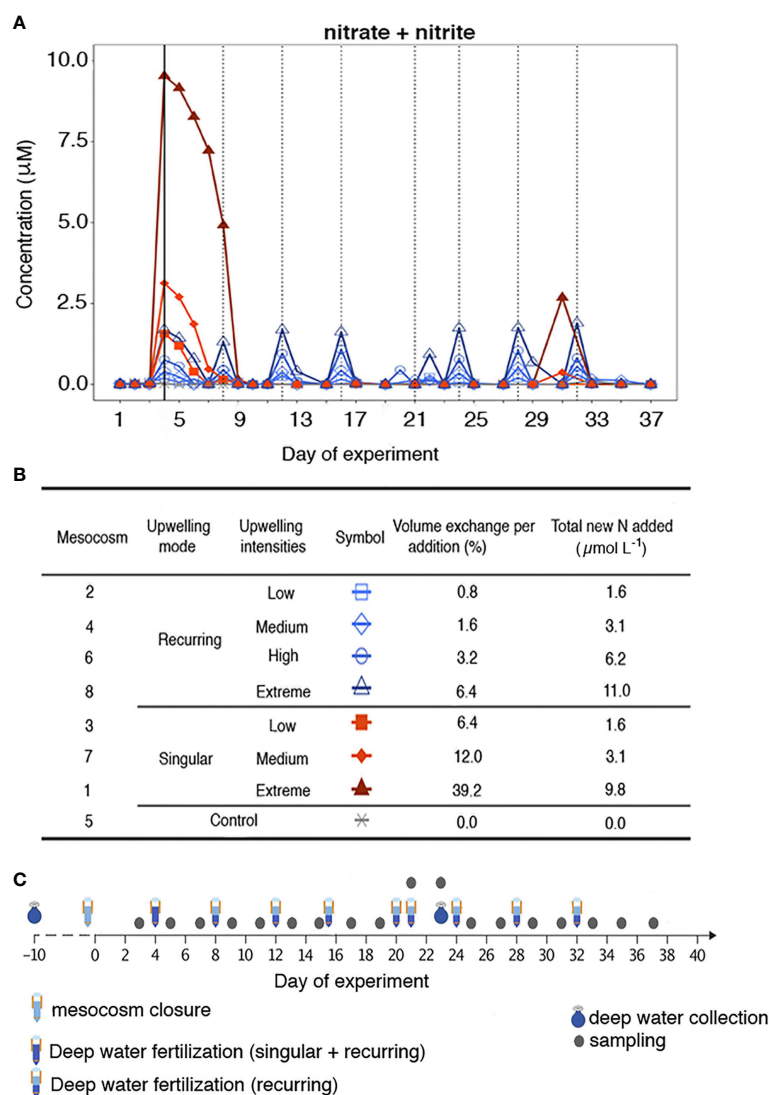 A
nitrate + nitrite
Concentration (μM)
10.0
7.5
5.0
2.5
0.0
1 5 9 13 17 21 25 29 33 37
Day of experiment
B
Mesocosm Upwelling mode Upwelling intensities Symbol Volume exchange per addition (%) Total new N added (μmol L-1)
2 Low 0.8 1.6
4 Medium 1.6 3.1
Recurring
6 High 3.2 6.2
8 Extreme 6.4 11.0
3 Low 6.4 1.6
7 Singular Medium 12.0 3.1
1 Extreme 39.2 9.8
5 Control 0.0 0.0
C
-10 0 2 4 6 8 10 12 14 16 18 20 22 24 26 28 30 32 34 36 38 40
Day of experiment
mesocosm closure
Deep water fertilization (singular + recurring)
Deep water fertilization (recurring)
deep water collection
sampling